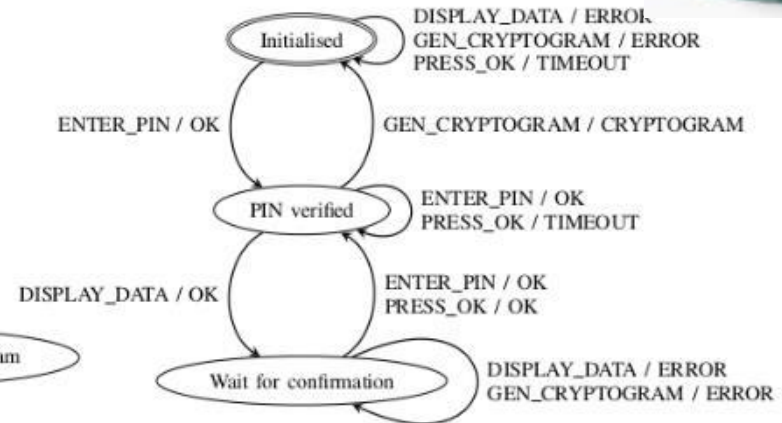 DISPLAY_DATA / ERROR
Initialised
GEN_CRYPTOGRAM / ERROR
PRESS_OK / TIMEOUT
ENTER_PIN / OK
GEN_CRYPTOGRAM / CRYPTOGRAM
PIN verified
ENTER_PIN / OK
PRESS_OK / TIMEOUT
DISPLAY_DATA / OK
ENTER_PIN / OK
PRESS_OK / OK
am
Wait for confirmation
DISPLAY_DATA / ERROR
GEN_CRYPTOGRAM / ERROR